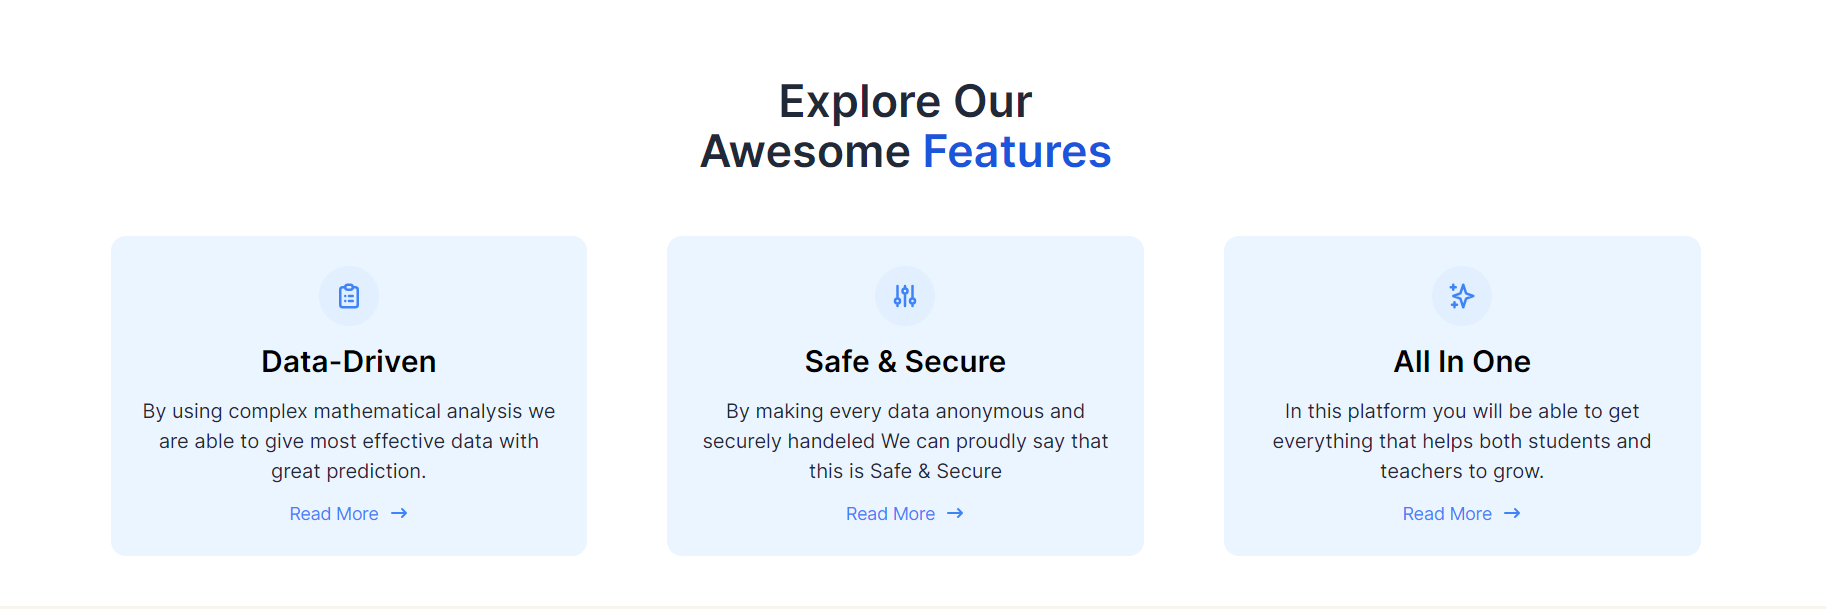 Explore Our
Awesome Features
Data-Driven
By using complex mathematical analysis we
are able to give most effective data with
great prediction.
Read More
Safe & Secure
By making every data anonymous and
securely handeled We can proudly say that
this is Safe & Secure
Read More
All In One
In this platform you will be able to get
everything that helps both students and
teachers to grow.
Read More